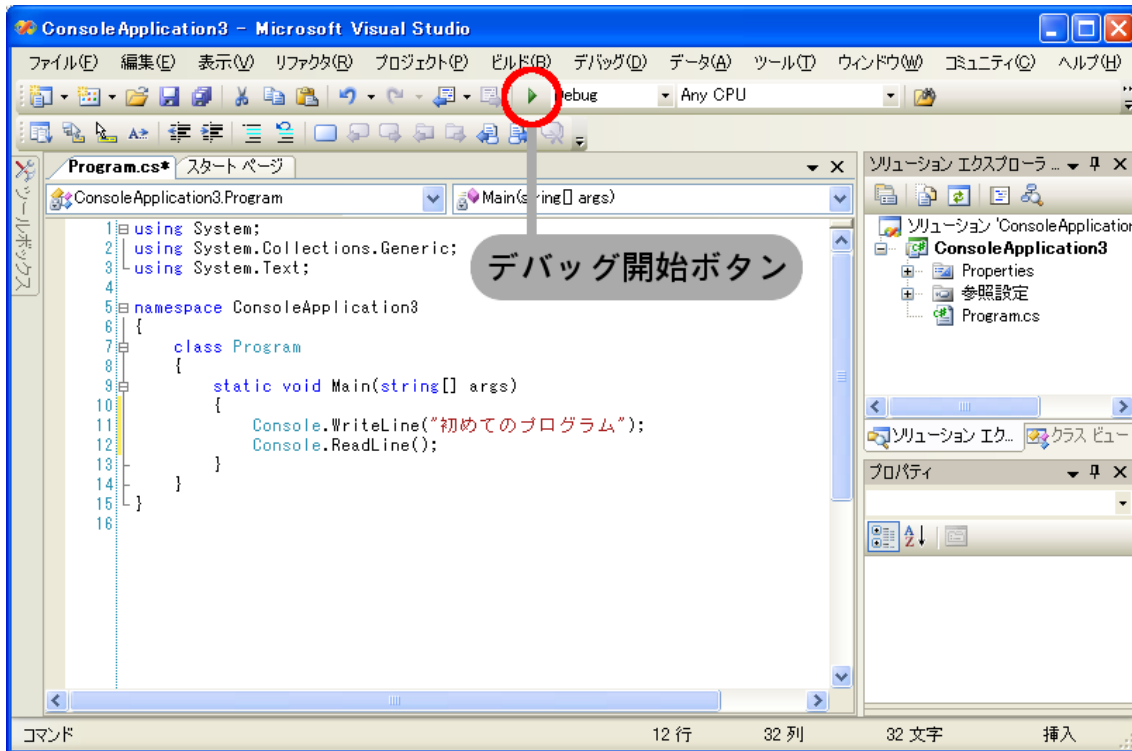 ConsoleApplication3 - Microsoft Visual Studio
ファイル(F) 編集(E) 表示(V) リファクタ(R) プロジェクト(P) ビルド(B) デバッグ(D) データ(A) ツール(T) ウィンドウ(W) コミュニティ(C) ヘルプ(H)
Debug Any CPU
Program.cs* スタート ページ
ConsoleApplication3.Program Main(string[] args)
ツールボックス
デバッグ開始ボタン
1 using System;
2 using System.Collections.Generic;
3 using System.Text;
4
5 namespace ConsoleApplication3
6 {
7 class Program
8 {
9 static void Main(string[] args)
10 {
11 Console.WriteLine("初めてのプログラム");
12 Console.ReadLine();
13 }
14 }
15 }
16
ソリューション エクスプローラ ...
ソリューション 'ConsoleApplication
ConsoleApplication3
Properties
参照設定
Program.cs
ソリューション エク... クラス ビュー
プロパティ
コマンド 12 行 32 列 32 文字 挿入